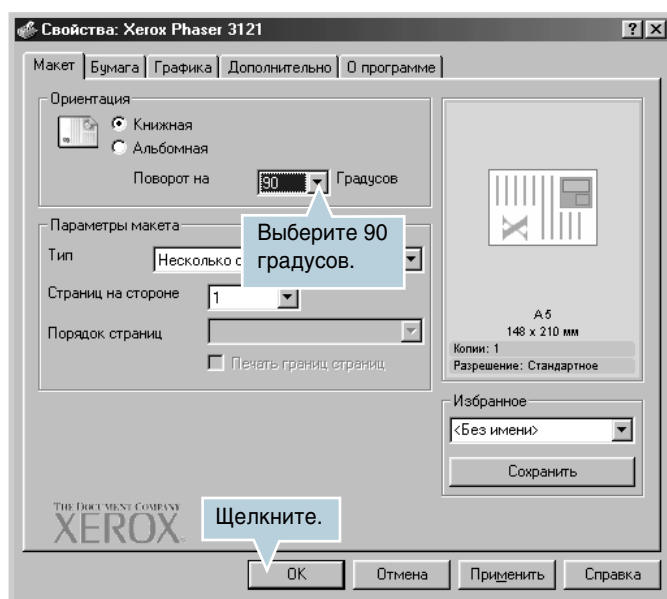 Свойства: Xerox Phaser 3121
Макет Бумага Графика Дополнительно О программе
Ориентация
Книжная
Альбомная
Поворот на 90 Градусов
Выберите 90
градусов.
Параметры макета
Тип Несколько с
Страниц на стороне 1
Порядок страниц
Печать границ страниц
A5
148 x 210 мм
Копии: 1
Разрешение: Стандартное
Избранное
<Без имени>
Сохранить
THE DOCUMENT COMPANY
XEROX
Щелкните.
OK Отмена Применить Справка